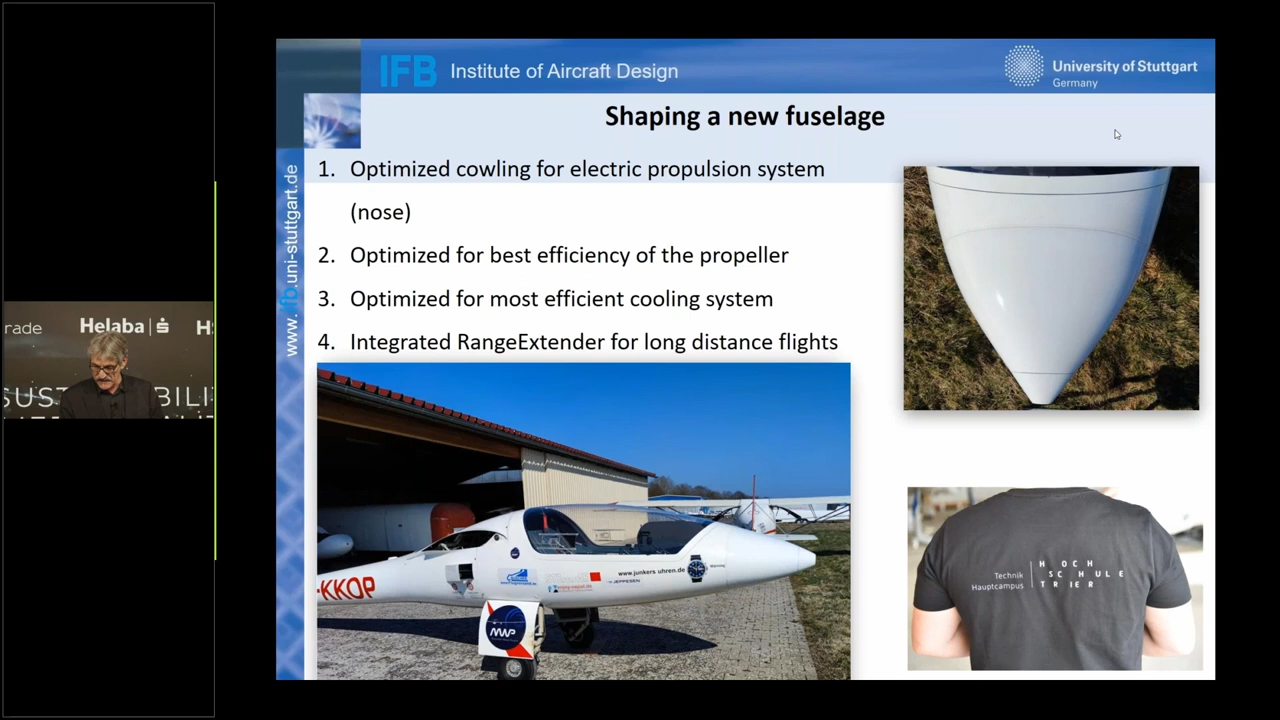 IFB Institute of Aircraft Design
University of Stuttgart
Germany
Shaping a new fuselage
1. Optimized cowling for electric propulsion system
(nose)
2. Optimized for best efficiency of the propeller
3. Optimized for most efficient cooling system
4. Integrated RangeExtender for long distance flights
www.ifb.uni-stuttgart.de
Helaba
-KKOP
www.junkers uhren.de
JEPPESEN
MWP
Technik
Hauptcampus
HOCH
SCHULE
TRIER